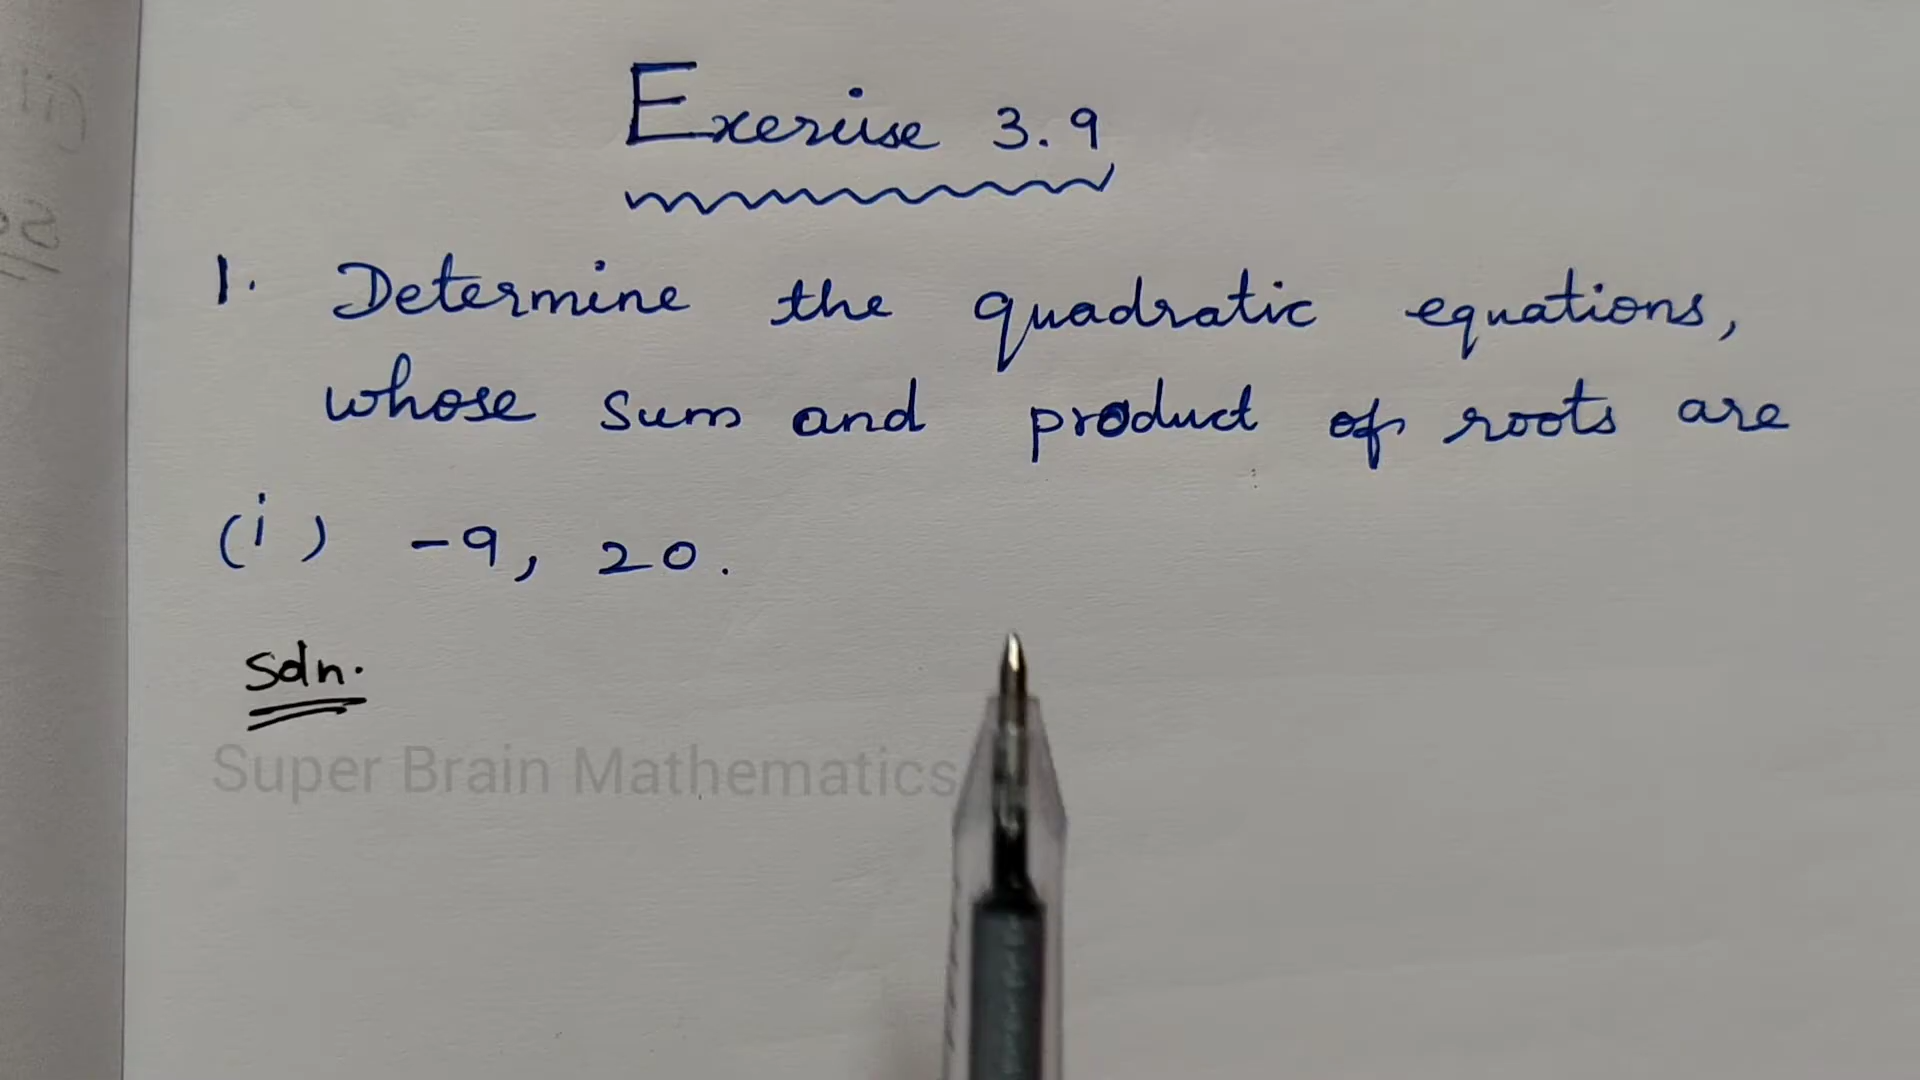 Exercise 3.9
1. Determine the quadratic equations,
whose sum and product of roots are
(i) -9, 20.
Soln.
Super Brain Mathematics